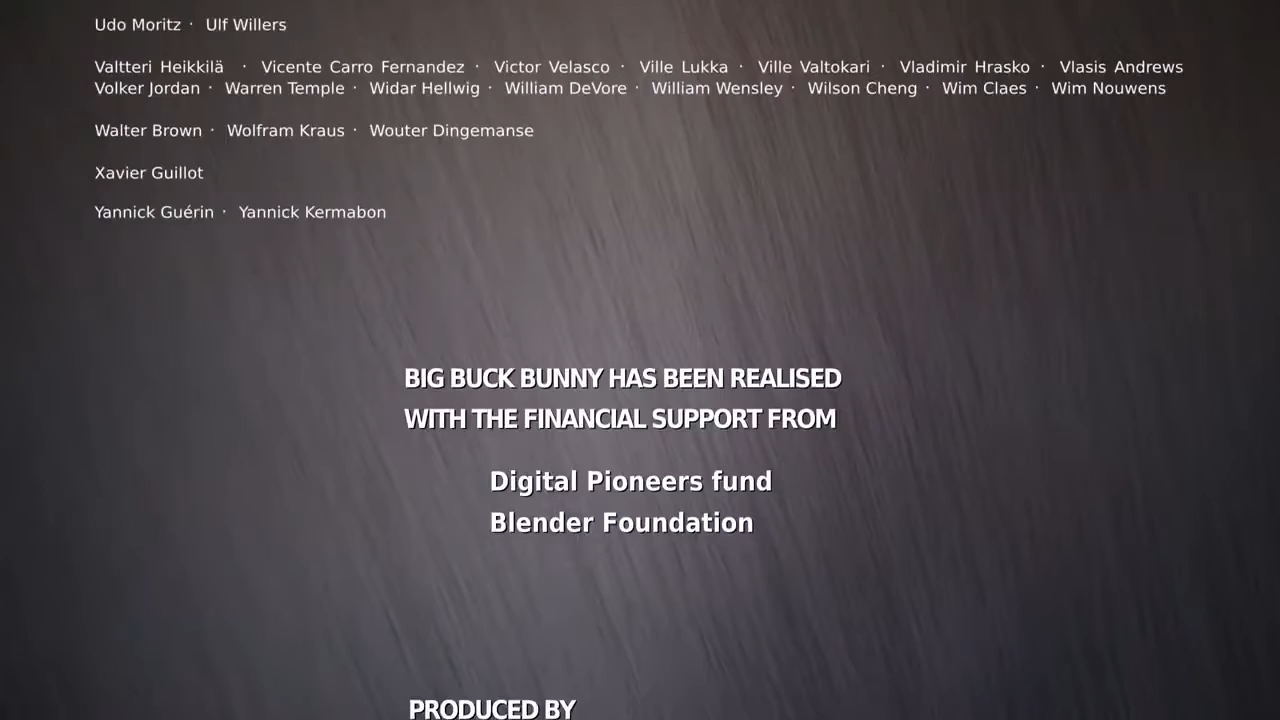 Udo Moritz · Ulf Willers
Valtteri Heikkilä · Vicente Carro Fernandez · Victor Velasco · Ville Lukka · Ville Valtokari · Vladimir Hrasko · Vlasis Andrews
Volker Jordan · Warren Temple · Widar Hellwig · William DeVore · William Wensley · Wilson Cheng · Wim Claes · Wim Nouwens
Walter Brown · Wolfram Kraus · Wouter Dingemanse
Xavier Guillot
Yannick Guérin · Yannick Kermabon
BIG BUCK BUNNY HAS BEEN REALISED
WITH THE FINANCIAL SUPPORT FROM
Digital Pioneers fund
Blender Foundation
PRODUCED BY